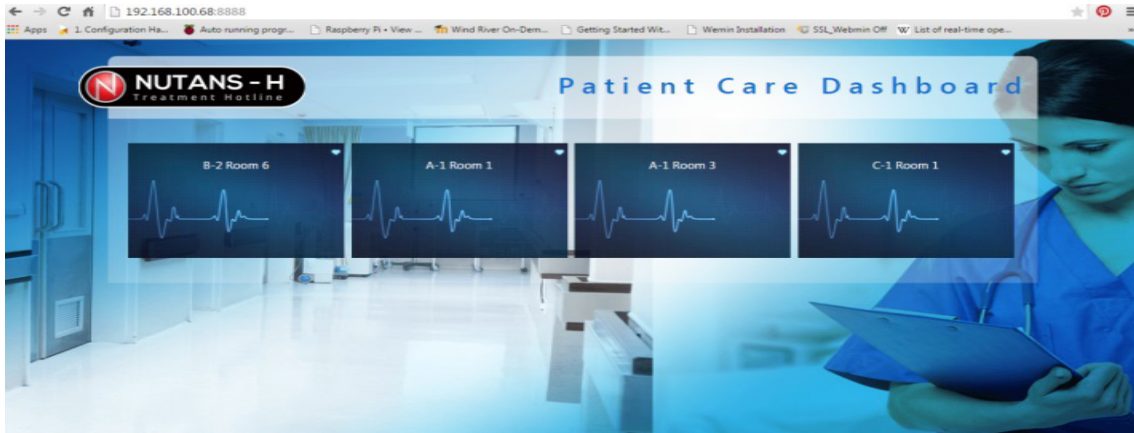 192.168.100.68:8888
Apps 1. Configuration Ha... Auto running progr... Raspberry Pi • View ... Wind River On-Dem... Getting Started Wit... Wemin Installation SSL_Webmin Off List of real-time ope...
NUTANS - H
Treatment Hotline
Patient Care Dashboard
B-2 Room 6
A-1 Room 1
A-1 Room 3
C-1 Room 1